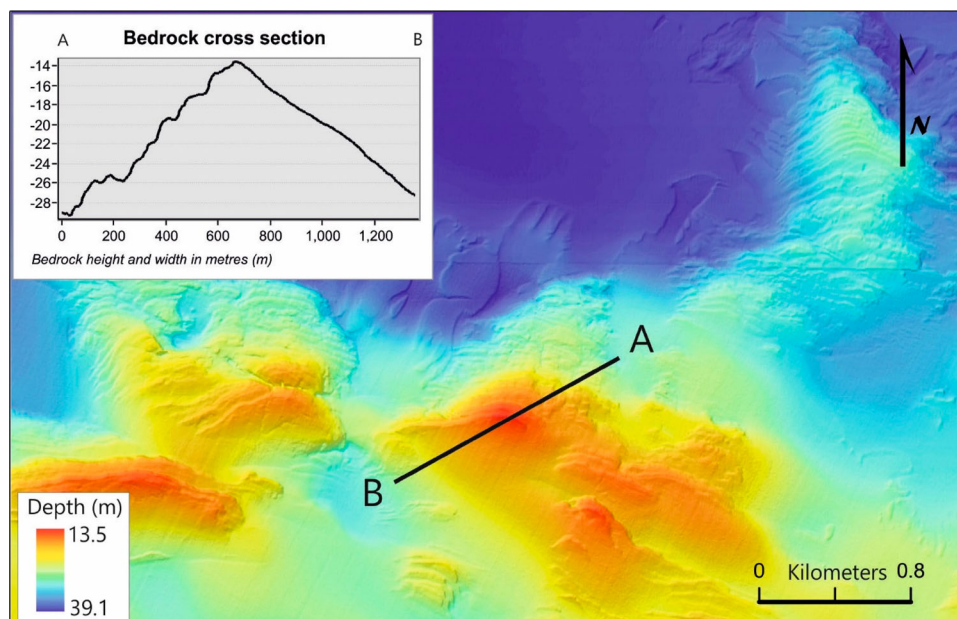 A Bedrock cross section B
-14
-16
-18
-20
-22
-24
-26
-28
0 200 400 600 800 1,000 1,200
Bedrock height and width in metres (m)
N
A
B
Depth (m)
13.5
39.1
0 Kilometers 0.8